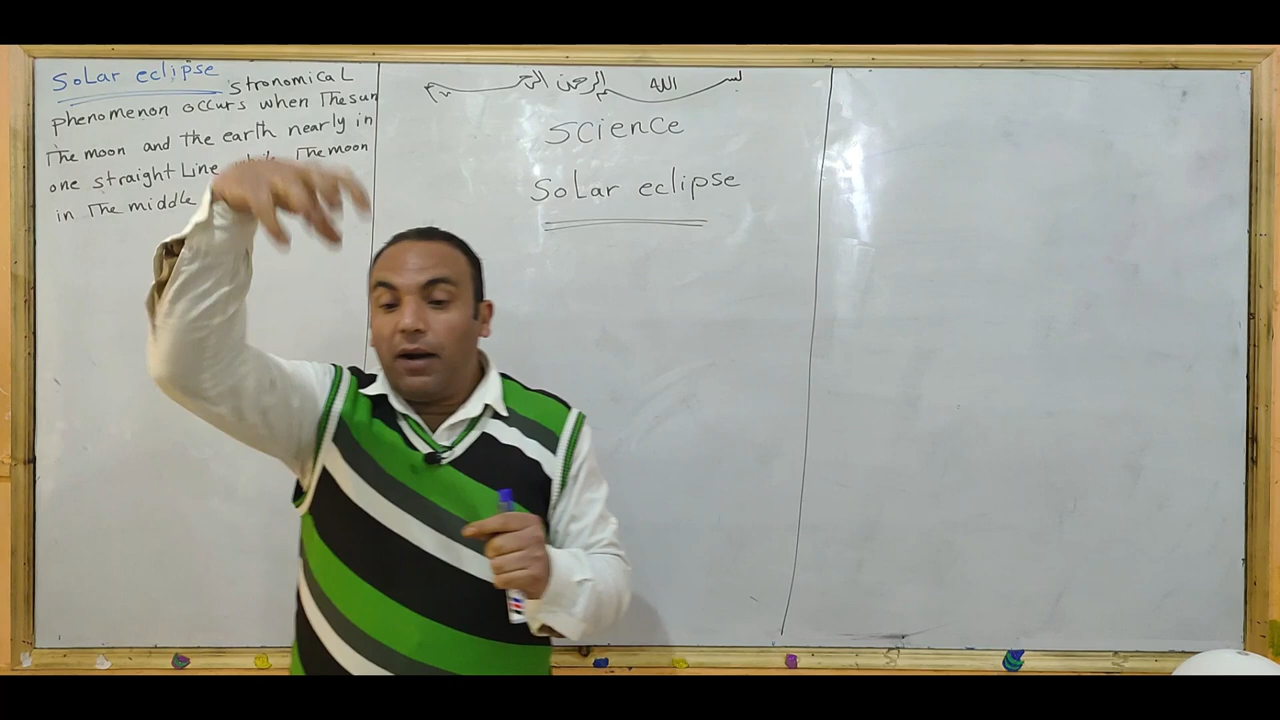 Solar eclipse stronomical
phenomenon occurs when The sun
The moon and the earth nearly in
one straight Line while The moon
in The middle
بسم الله الرحمن الرحيم
Science
Solar eclipse